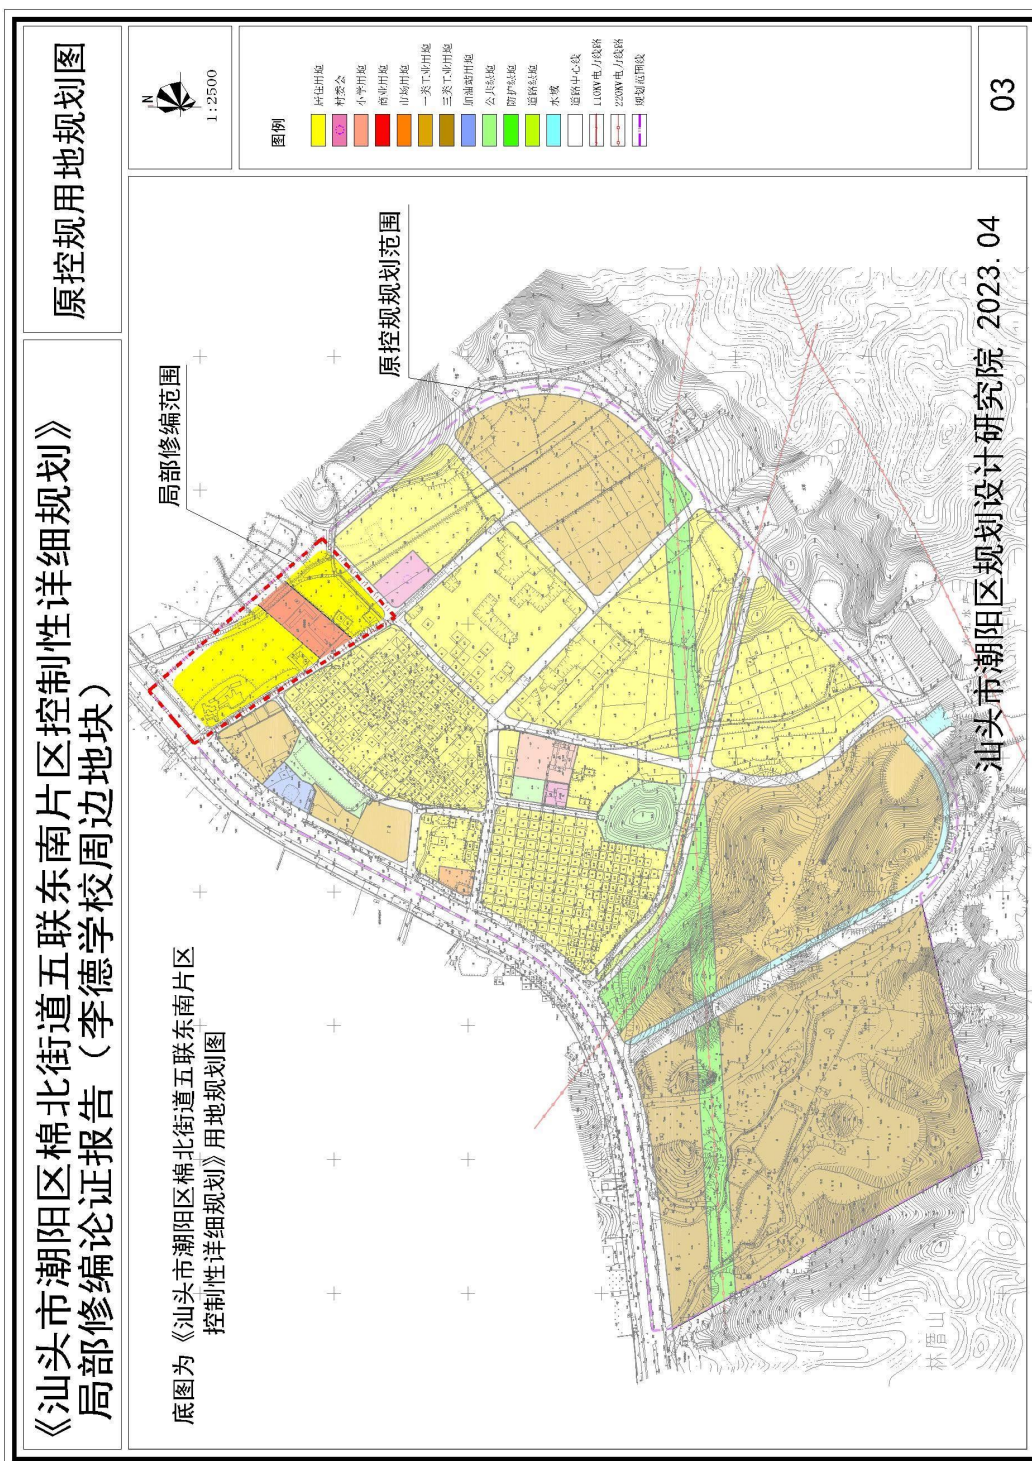 《汕头市潮阳区棉北街道五联东南片区控制性详细规划》
局部修编论证报告（李德学校周边地块）
原控规用地规划图
N
1:2500
图例
居住用地
村委会
小学用地
商业用地
市场用地
一类工业用地
三类工业用地
加油站用地
公共绿地
防护绿地
道路绿地
水域
道路中心线
110KV电力线路
220KV电力线路
规划范围线
03
局部修编范围
原控规规划范围
底图为《汕头市潮阳区棉北街道五联东南片区
控制性详细规划》用地规划图
林厝山
汕头市潮阳区规划设计研究院 2023.04